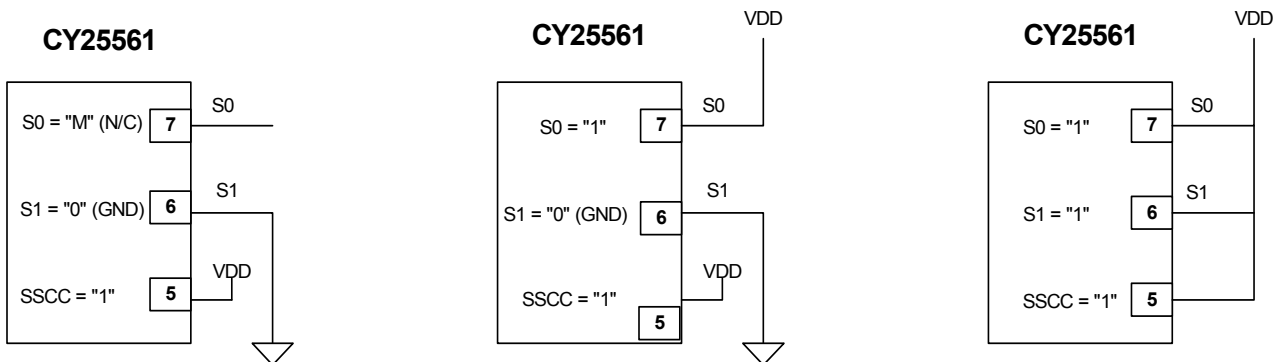 CY25561
S0 = "M" (N/C)
7
S0
S1 = "0" (GND)
6
S1
SSCC = "1"
5
VDD
CY25561
VDD
S0 = "1"
7
S0
S1 = "0" (GND)
6
S1
SSCC = "1"
5
VDD
CY25561
VDD
S0 = "1"
7
S0
S1 = "1"
6
S1
SSCC = "1"
5